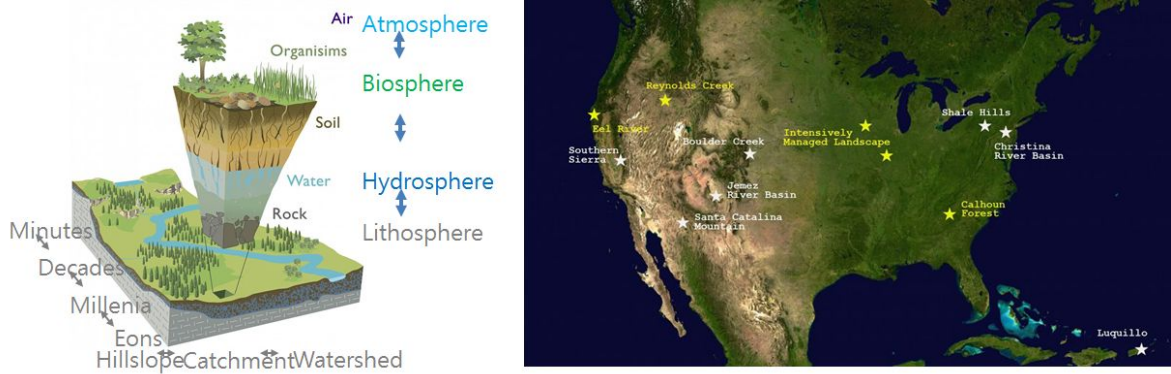 Air
Atmosphere
Organisims
Biosphere
Soil
Water
Hydrosphere
Rock
Lithosphere
Minutes
Decades
Millenia
Eons
Hillslope
Catchment
Watershed
Reynolds Creek
Eel River
Southern
Sierra
Boulder Creek
Jemez
River Basin
Santa Catalina
Mountain
Intensively
Managed Landscape
Shale Hills
Christina
River Basin
Calhoun
Forest
Luquillo